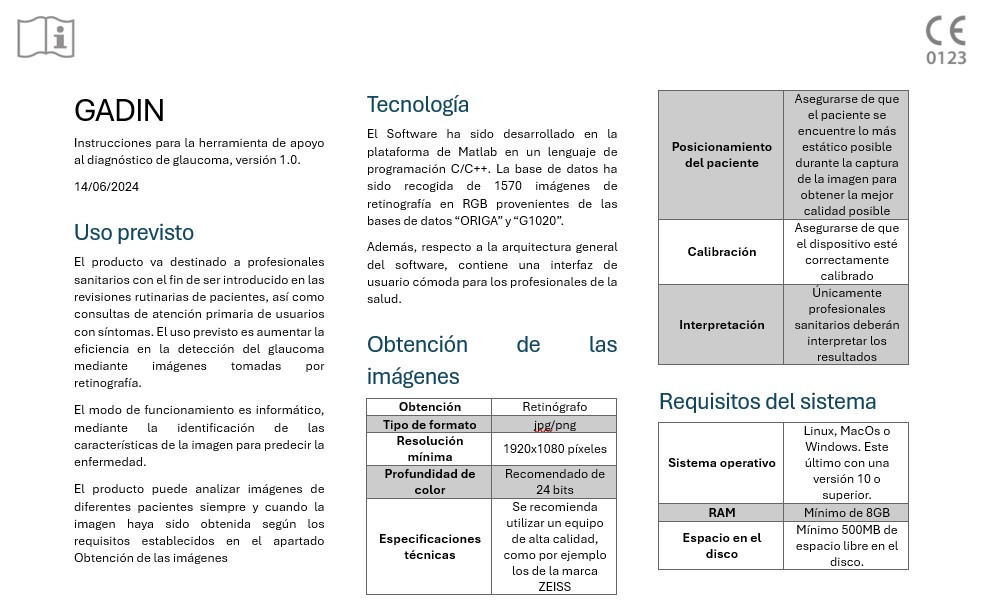 CE
0123
GADIN
Instrucciones para la herramienta de apoyo
al diagnóstico de glaucoma, versión 1.0.
14/06/2024
Uso previsto
El producto va destinado a profesionales
sanitarios con el fin de ser introducido en las
revisiones rutinarias de pacientes, así como
consultas de atención primaria de usuarios
con síntomas. El uso previsto es aumentar la
eficiencia en la detección del glaucoma
mediante imágenes tomadas por
retinografía.
El modo de funcionamiento es informático,
mediante la identificación de las
características de la imagen para predecir la
enfermedad.
El producto puede analizar imágenes de
diferentes pacientes siempre y cuando la
imagen haya sido obtenida según los
requisitos establecidos en el apartado
Obtención de las imágenes
Tecnología
El Software ha sido desarrollado en la
plataforma de Matlab en un lenguaje de
programación C/C++. La base de datos ha
sido recogida de 1570 imágenes de
retinografía en RGB provenientes de las
bases de datos “ORIGA” y “G1020”.
Además, respecto a la arquitectura general
del software, contiene una interfaz de
usuario cómoda para los profesionales de la
salud.
Obtención de las
imágenes
Obtención
Retinógrafo
Tipo de formato
jpg/png
Resolución
mínima
1920x1080 píxeles
Profundidad de
color
Recomendado de
24 bits
Especificaciones
técnicas
Se recomienda
utilizar un equipo
de alta calidad,
como por ejemplo
los de la marca
ZEISS
Posicionamiento
del paciente
Asegurarse de que
el paciente se
encuentre lo más
estático posible
durante la captura
de la imagen para
obtener la mejor
calidad posible
Calibración
Asegurarse de que
el dispositivo esté
correctamente
calibrado
Interpretación
Únicamente
profesionales
sanitarios deberán
interpretar los
resultados
Requisitos del sistema
Sistema operativo
Linux, MacOs o
Windows. Este
último con una
versión 10 o
superior.
RAM
Mínimo de 8GB
Espacio en el
disco
Mínimo 500MB de
espacio libre en el
disco.